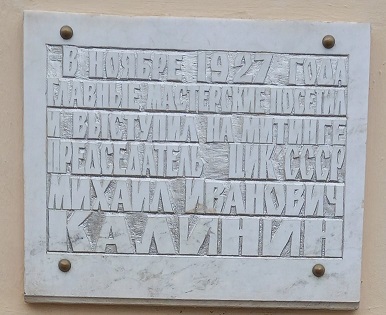 В НОЯБРЕ 1927 ГОДА
ГЛАВНЫЕ МАСТЕРСКИЕ ПОСЕТИЛ
И ВЫСТУПИЛ НА МИТИНГЕ
ПРЕДСЕДАТЕЛЬ ЦИК СССР
МИХАИЛ ИВАНОВИЧ
КАЛИНИН